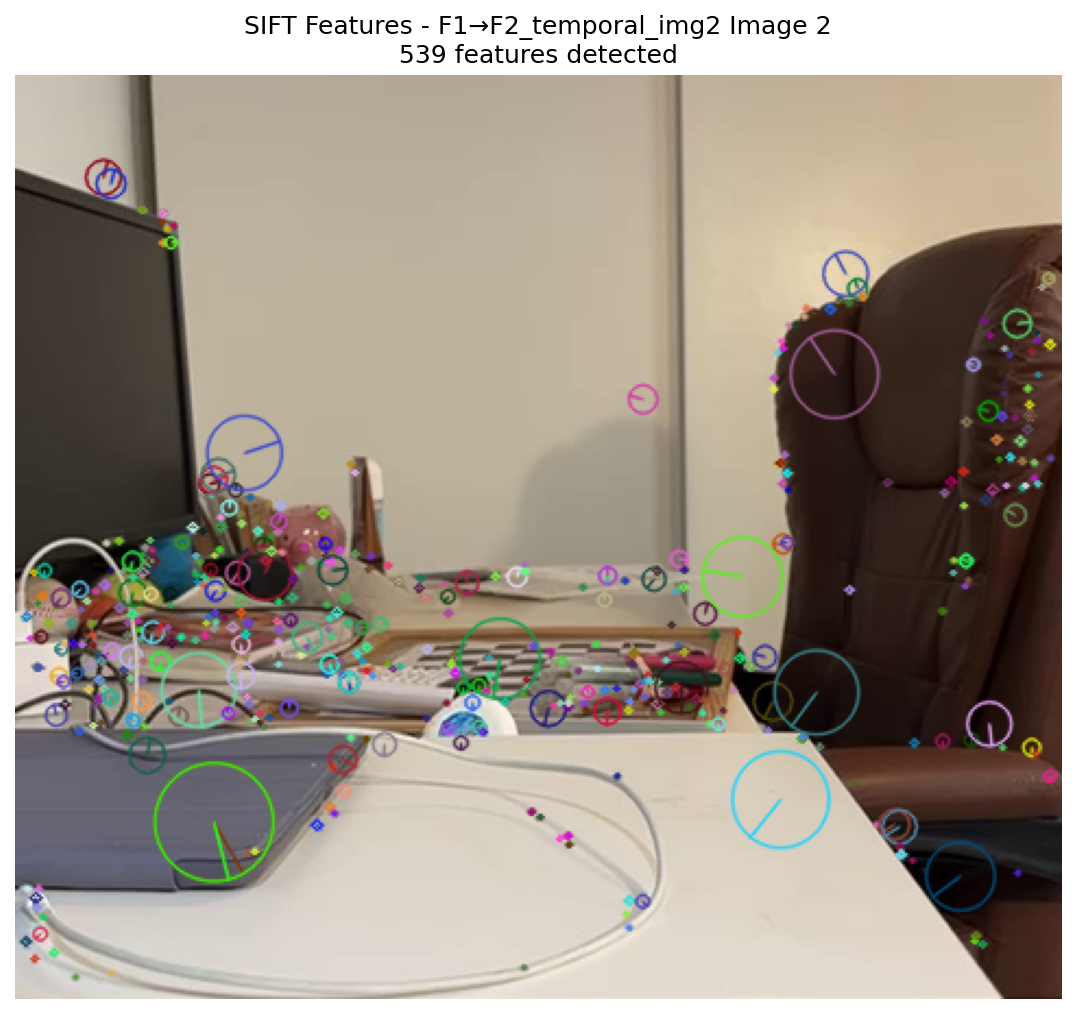 SIFT Features - F1→F2_temporal_img2 Image 2
539 features detected